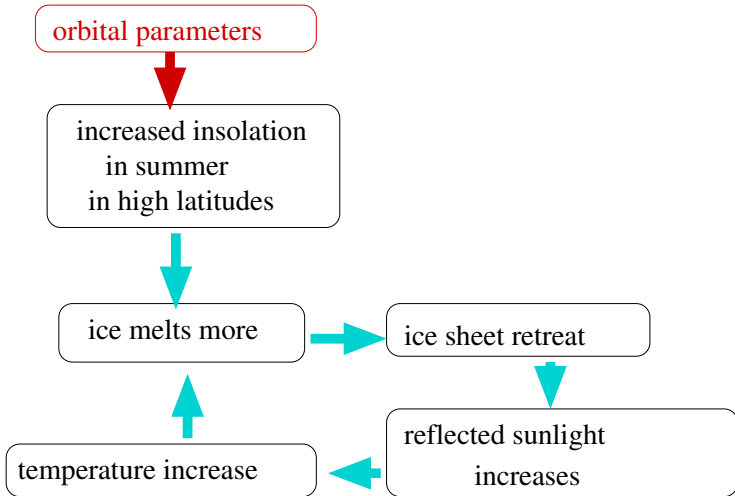 orbital parameters
increased insolation
in summer
in high latitudes
ice melts more
ice sheet retreat
reflected sunlight
increases
temperature increase